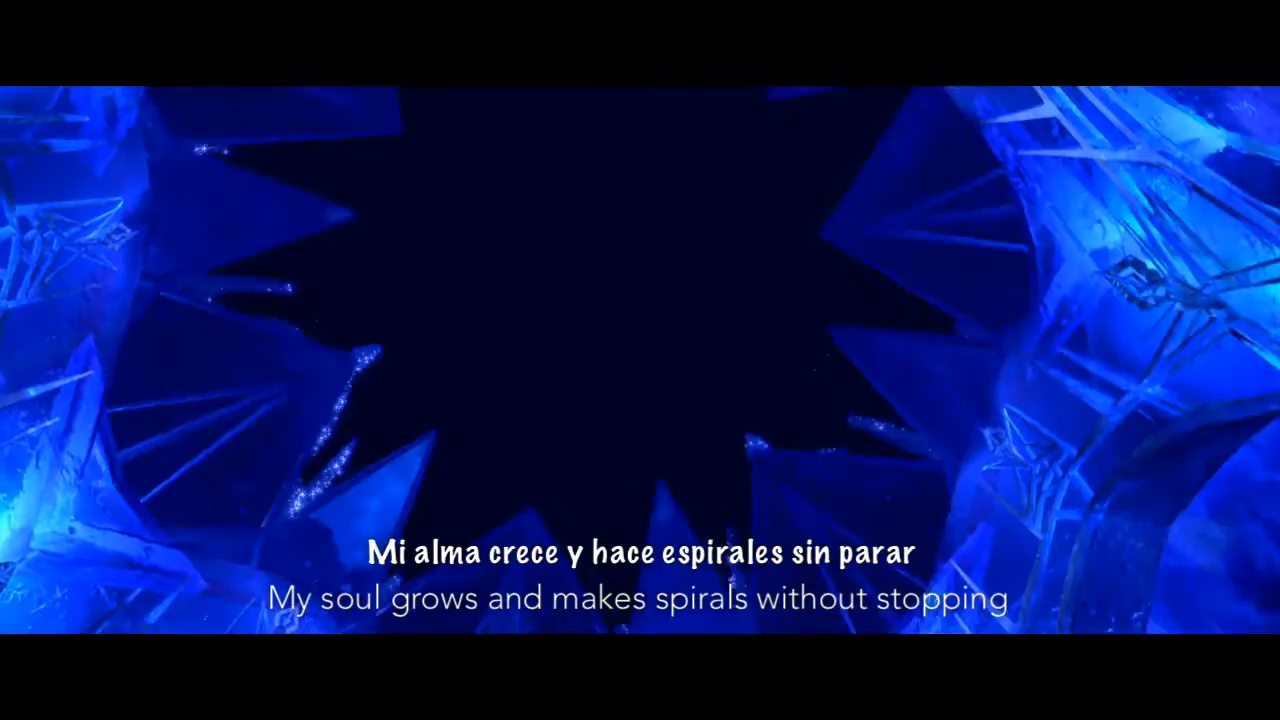 Mi alma crece y hace espirales sin parar
My soul grows and makes spirals without stopping